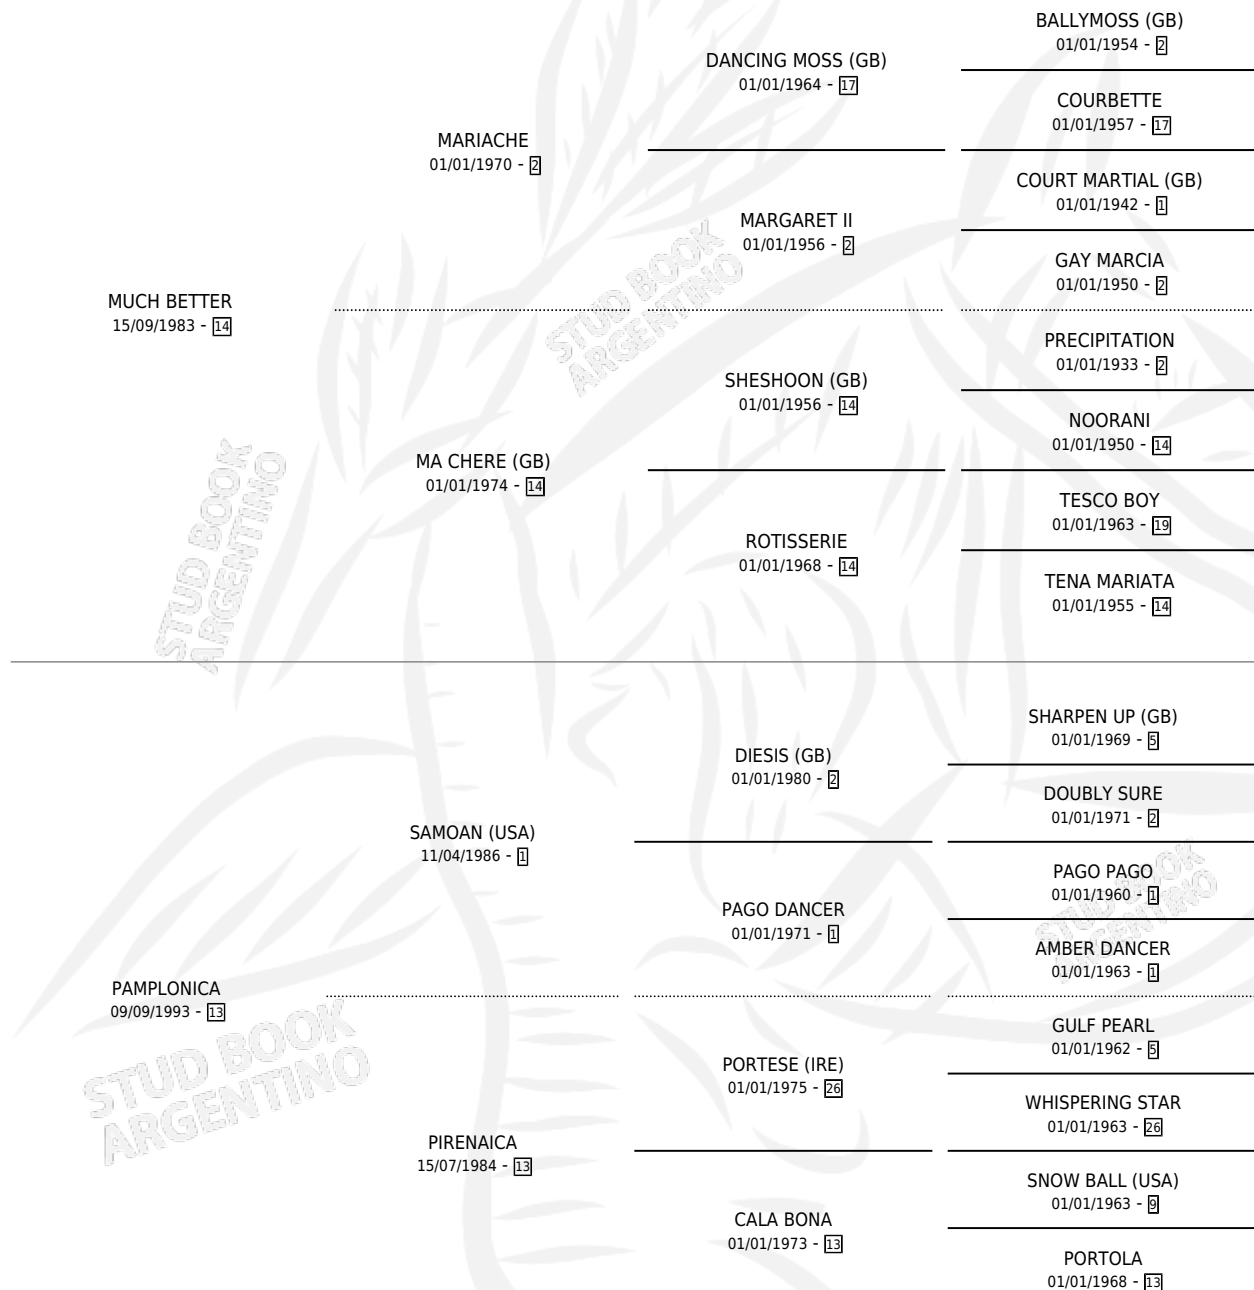 BALLYMOSS (GB)
01/01/1954 - 2
DANCING MOSS (GB)
01/01/1964 - 17
COURBETTE
01/01/1957 - 17
MARIACHE
01/01/1970 - 2
COURT MARTIAL (GB)
01/01/1942 - 1
MARGARET II
01/01/1956 - 2
GAY MARCIA
01/01/1950 - 2
MUCH BETTER
15/09/1983 - 14
PRECIPITATION
01/01/1933 - 2
SHESHOON (GB)
01/01/1956 - 14
NOORANI
01/01/1950 - 14
MA CHERE (GB)
01/01/1974 - 14
TESCO BOY
01/01/1963 - 19
ROTISSERIE
01/01/1968 - 14
TENA MARIATA
01/01/1955 - 14
SHARPEN UP (GB)
01/01/1969 - 5
DIESIS (GB)
01/01/1980 - 2
DOUBLY SURE
01/01/1971 - 2
SAMOAN (USA)
11/04/1986 - 1
PAGO PAGO
01/01/1960 - 1
PAGO DANCER
01/01/1971 - 1
AMBER DANCER
01/01/1963 - 1
PAMPLONICA
09/09/1993 - 13
GULF PEARL
01/01/1962 - 5
PORTESE (IRE)
01/01/1975 - 26
WHISPERING STAR
01/01/1963 - 26
PIRENAICA
15/07/1984 - 13
SNOW BALL (USA)
01/01/1963 - 9
CALA BONA
01/01/1973 - 13
PORTOLA
01/01/1968 - 13
STUD BOOK
ARGENTINO
STUD BOOK
ARGENTINO
STUD BOOK
ARGENTINO
STUD BOOK
ARGENTINO